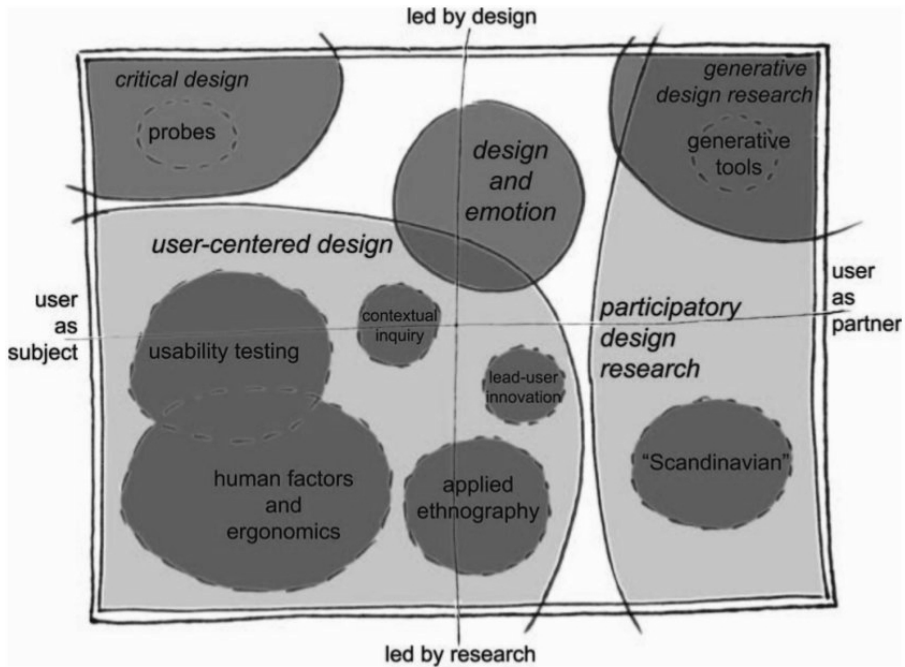 led by design
critical design
probes
generative
design research
generative
tools
design
and
emotion
user-centered design
user
as
subject
user
as
partner
contextual
inquiry
participatory
design
research
usability testing
lead-user
innovation
"Scandinavian"
human factors
and
ergonomics
applied
ethnography
led by research